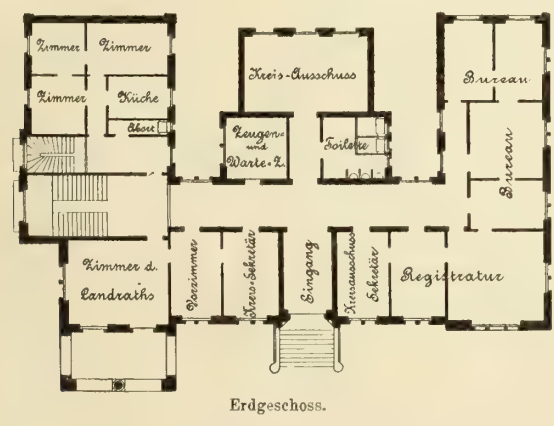 Zimmer
Zimmer
Zimmer
Küche
Abort
Kreis-Ausschuss
Zeugen-
und
Warte-Z.
Toilette
Bureau
Bureau
Zimmer d.
Landraths
Vorzimmer
Kreis-Sekretär
Eingang
Kreisausschuss
Sekretär
Registratur
Erdgeschoss.